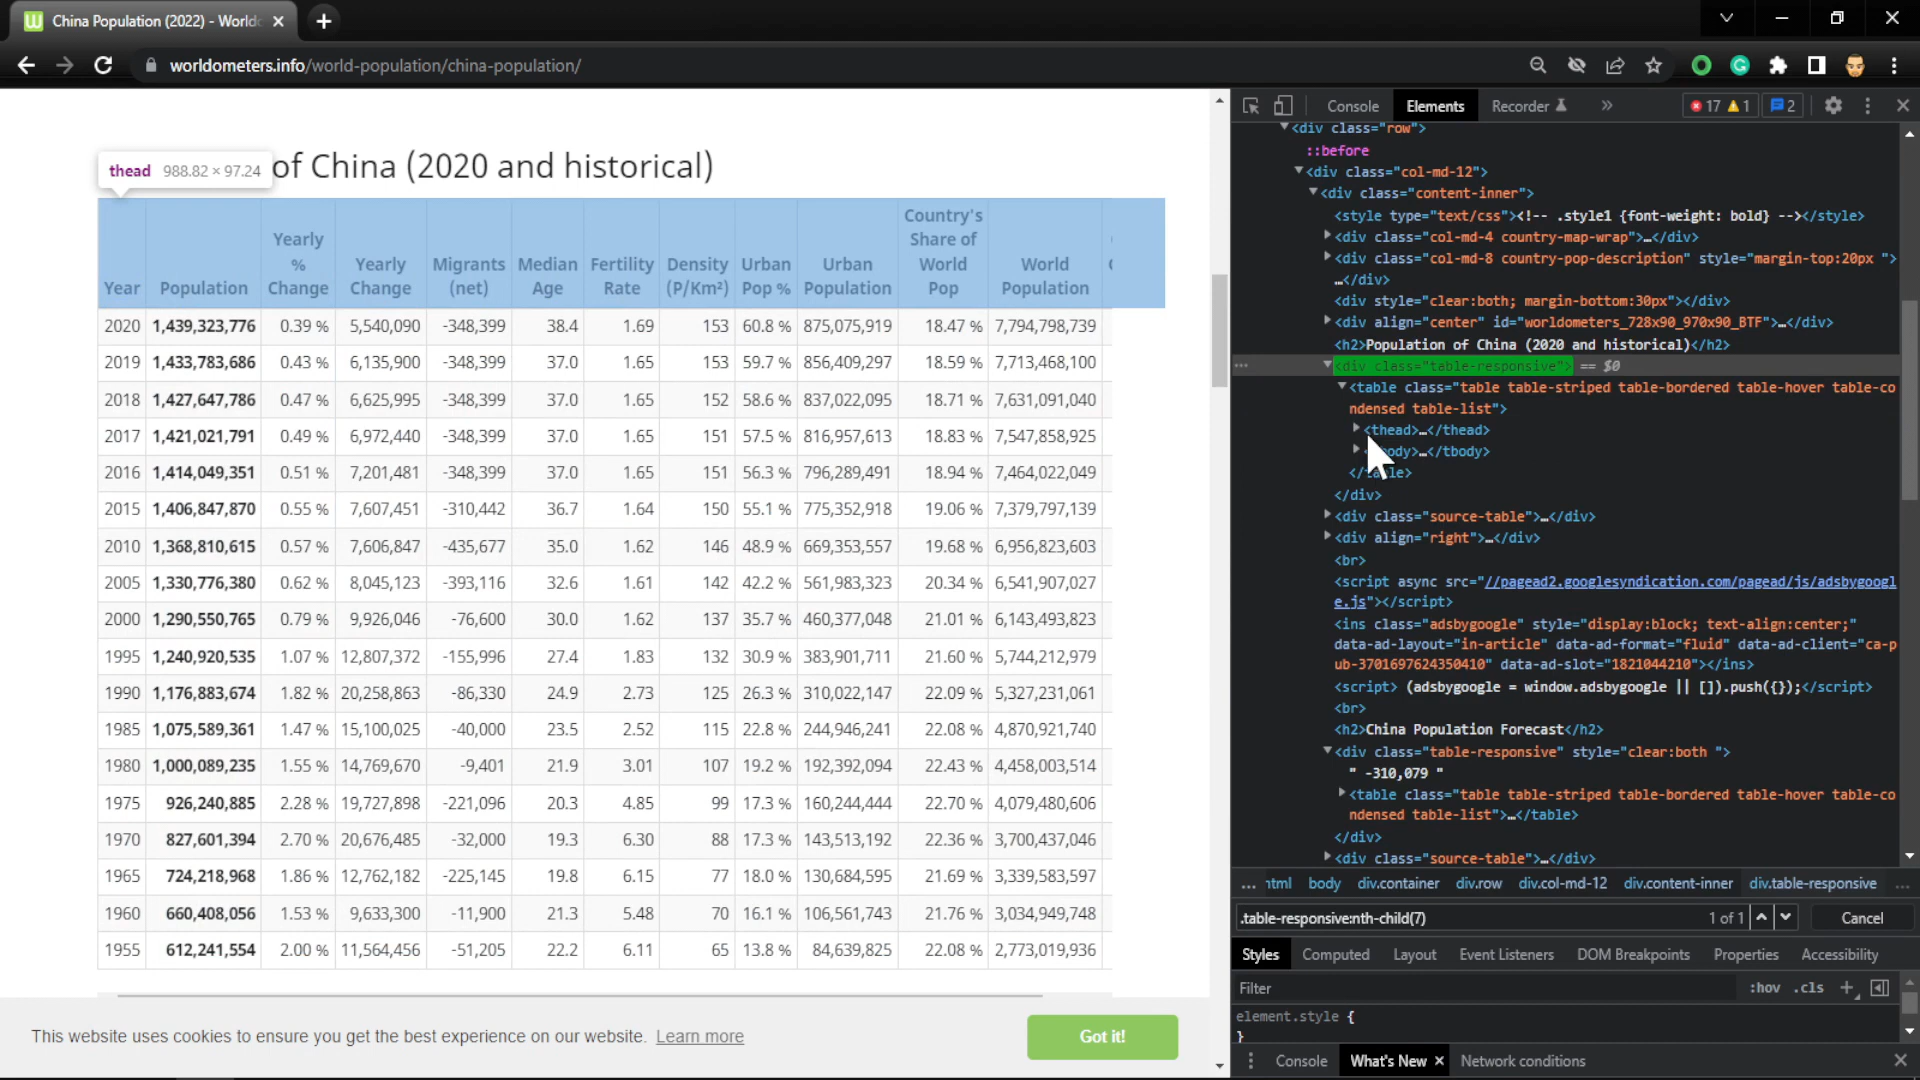 China Population (2022) - World
worldometers.info/world-population/china-population/
thead 988.82 × 97.24
of China (2020 and historical)
Year Population Yearly % Change Yearly Change Migrants (net) Median Age Fertility Rate Density (P/Km²) Urban Pop % Urban Population Country's Share of World Pop World Population
2020 1,439,323,776 0.39 % 5,540,090 -348,399 38.4 1.69 153 60.8 % 875,075,919 18.47 % 7,794,798,739
2019 1,433,783,686 0.43 % 6,135,900 -348,399 37.0 1.65 153 59.7 % 856,409,297 18.59 % 7,713,468,100
2018 1,427,647,786 0.47 % 6,625,995 -348,399 37.0 1.65 152 58.6 % 837,022,095 18.71 % 7,631,091,040
2017 1,421,021,791 0.49 % 6,972,440 -348,399 37.0 1.65 151 57.5 % 816,957,613 18.83 % 7,547,858,925
2016 1,414,049,351 0.51 % 7,201,481 -348,399 37.0 1.65 151 56.3 % 796,289,491 18.94 % 7,464,022,049
2015 1,406,847,870 0.55 % 7,607,451 -310,442 36.7 1.64 150 55.1 % 775,352,918 19.06 % 7,379,797,139
2010 1,368,810,615 0.57 % 7,606,847 -435,677 35.0 1.62 146 48.9 % 669,353,557 19.68 % 6,956,823,603
2005 1,330,776,380 0.62 % 8,045,123 -393,116 32.6 1.61 142 42.2 % 561,983,323 20.34 % 6,541,907,027
2000 1,290,550,765 0.79 % 9,926,046 -76,600 30.0 1.62 137 35.7 % 460,377,048 21.01 % 6,143,493,823
1995 1,240,920,535 1.07 % 12,807,372 -155,996 27.4 1.83 132 30.9 % 383,901,711 21.60 % 5,744,212,979
1990 1,176,883,674 1.82 % 20,258,863 -86,330 24.9 2.73 125 26.3 % 310,022,147 22.09 % 5,327,231,061
1985 1,075,589,361 1.47 % 15,100,025 -40,000 23.5 2.52 115 22.8 % 244,946,241 22.08 % 4,870,921,740
1980 1,000,089,235 1.55 % 14,769,670 -9,401 21.9 3.01 107 19.2 % 192,392,094 22.43 % 4,458,003,514
1975 926,240,885 2.28 % 19,727,898 -221,096 20.3 4.85 99 17.3 % 160,244,444 22.70 % 4,079,480,606
1970 827,601,394 2.70 % 20,676,485 -32,000 19.3 6.30 88 17.3 % 143,513,192 22.36 % 3,700,437,046
1965 724,218,968 1.86 % 12,762,182 -225,145 19.8 6.15 77 18.0 % 130,684,595 21.69 % 3,339,583,597
1960 660,408,056 1.53 % 9,633,300 -11,900 21.3 5.48 70 16.1 % 106,561,743 21.76 % 3,034,949,748
1955 612,241,554 2.00 % 11,564,456 -51,205 22.2 6.11 65 13.8 % 84,639,825 22.08 % 2,773,019,936
This website uses cookies to ensure you get the best experience on our website. Learn more
Got it!
Console Elements Recorder 17 1 2
<div class="row">
::before
<div class="col-md-12">
<div class="content-inner">
<style type="text/css"><!-- .style1 {font-weight: bold} --></style>
<div class="col-md-4 country-map-wrap">…</div>
<div class="col-md-8 country-pop-description" style="margin-top:20px ">
…</div>
<div style="clear:both; margin-bottom:30px"></div>
<div align="center" id="worldometers_728x90_970x90_BTF">…</div>
<h2>Population of China (2020 and historical)</h2>
<div class="table-responsive"> == $0
<table class="table table-striped table-bordered table-hover table-co
ndensed table-list">
<thead>…</thead>
body>…</tbody>
</table>
</div>
<div class="source-table">…</div>
<div align="right">…</div>
<br>
<script async src="//pagead2.googlesyndication.com/pagead/js/adsbygoogl
e.js"></script>
<ins class="adsbygoogle" style="display:block; text-align:center;"
data-ad-layout="in-article" data-ad-format="fluid" data-ad-client="ca-p
ub-3701697624350410" data-ad-slot="1821044210"></ins>
<script> (adsbygoogle = window.adsbygoogle || []).push({});</script>
<br>
<h2>China Population Forecast</h2>
<div class="table-responsive" style="clear:both ">
" -310,079 "
<table class="table table-striped table-bordered table-hover table-co
ndensed table-list">…</table>
</div>
<div class="source-table">…</div>
... html body div.container div.row div.col-md-12 div.content-inner div.table-responsive ...
.table-responsive:nth-child(7) 1 of 1 Cancel
Styles Computed Layout Event Listeners DOM Breakpoints Properties Accessibility
Filter :hov .cls
element.style {
}
Console What's New Network conditions